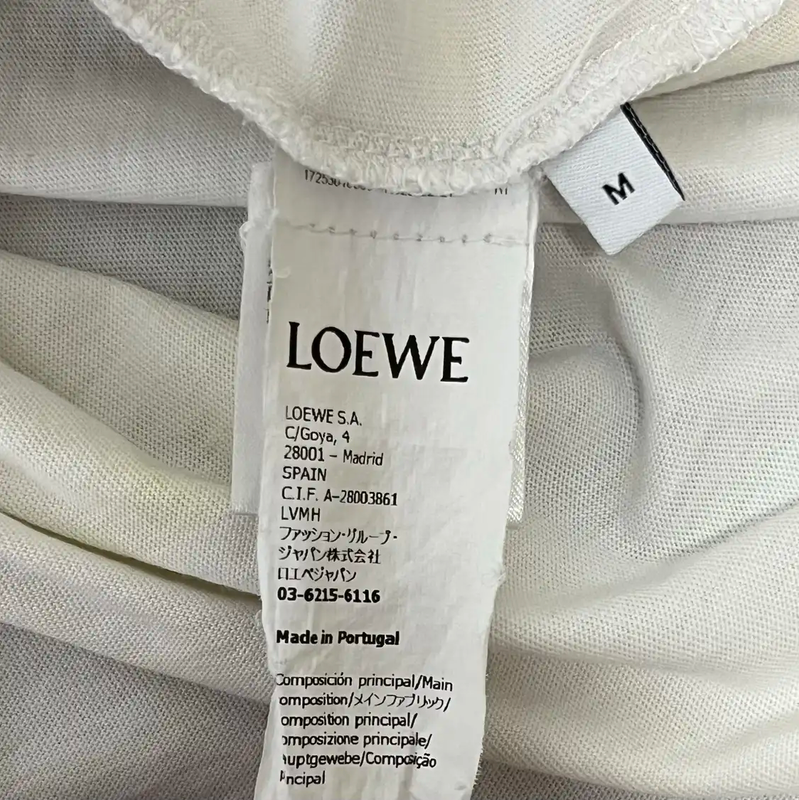 M
LOEWE
LOEWE S.A.
C/Goya, 4
28001 – Madrid
SPAIN
C.I.F. A-28003861
LVMH
ファッション・グループ・
ジャパン株式会社
ロエベジャパン
03-6215-6116
Made in Portugal
Composición principal/Main
omposition/メインファブリック/
omposition principal/
omposizione principale/
auptgewebe/Composição
ncipal